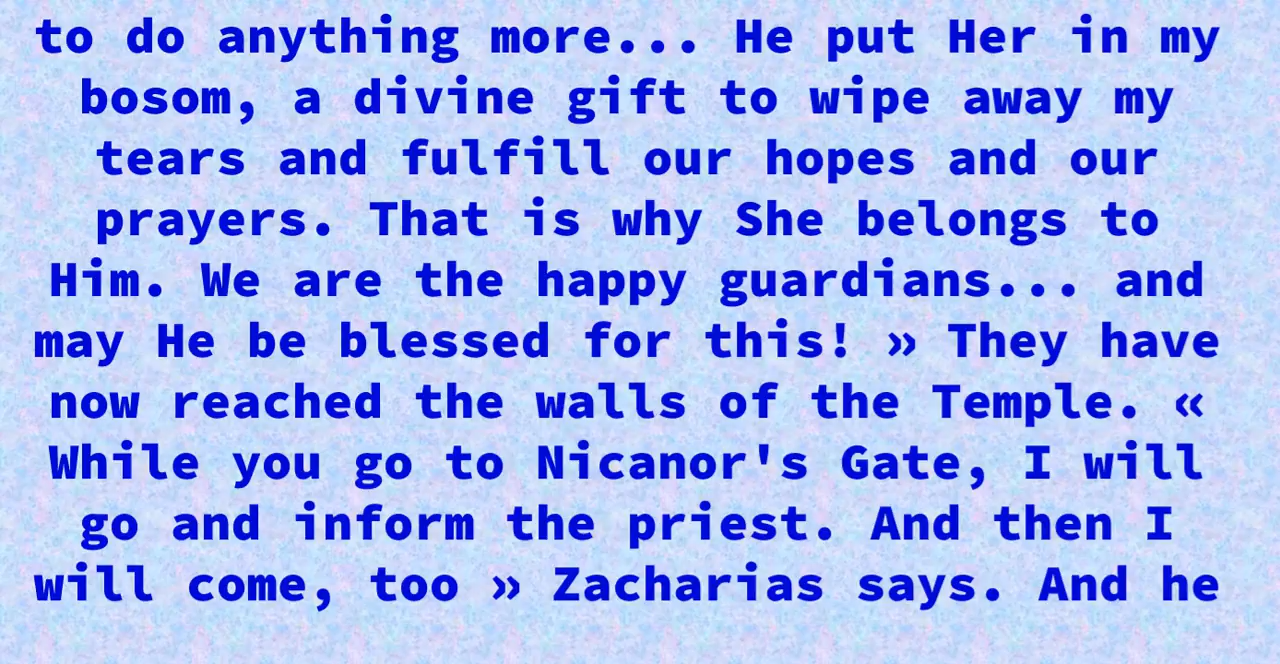 to do anything more... He put Her in my
bosom, a divine gift to wipe away my
tears and fulfill our hopes and our
prayers. That is why She belongs to
Him. We are the happy guardians... and
may He be blessed for this! » They have
now reached the walls of the Temple. «
While you go to Nicanor's Gate, I will
go and inform the priest. And then I
will come, too » Zacharias says. And he